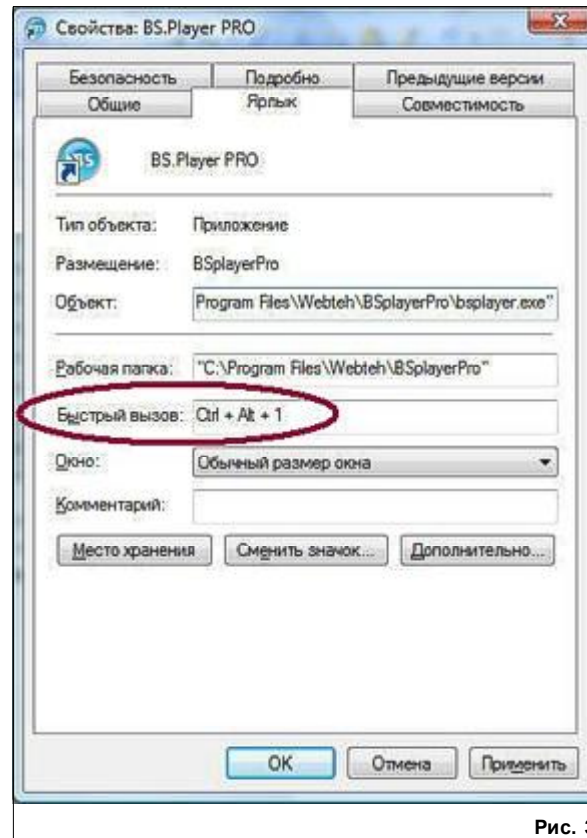 Свойства: BS.Player PRO
Безопасность Подробно Предыдущие версии
Общие Ярлык Совместимость
BS.Player PRO
Тип объекта: Приложение
Размещение: BSplayerPro
Объект: Program Files\Webteh\BSplayerPro\bsplayer.exe"
Рабочая папка: "C:\Program Files\Webteh\BSplayerPro"
Быстрый вызов: Ctrl + Alt + 1
Окно: Обычный размер окна
Комментарий:
Место хранения Сменить значок... Дополнительно...
OK Отмена Применить
Рис.